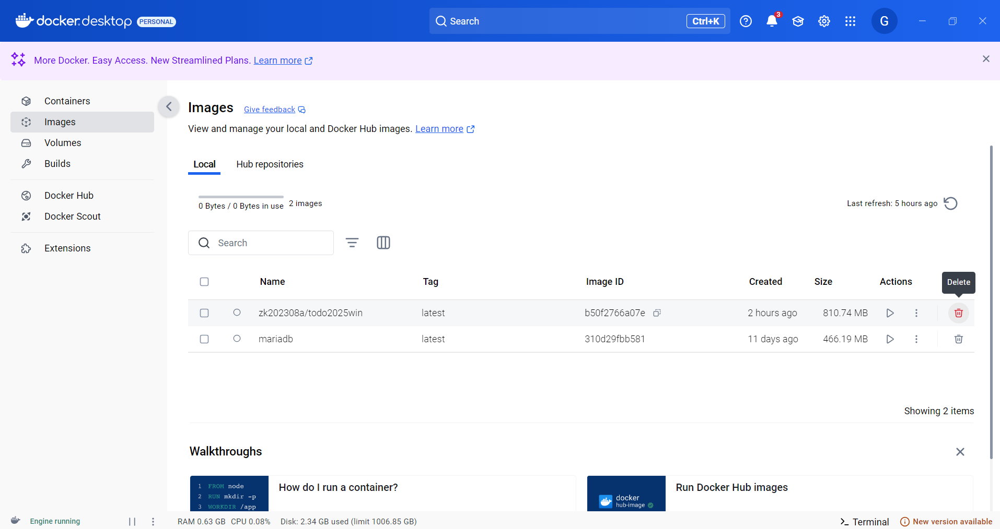 docker.desktop PERSONAL
Search
Ctrl+K
3
G
More Docker. Easy Access. New Streamlined Plans. Learn more
Containers
Images
Volumes
Builds
Docker Hub
Docker Scout
Extensions
Images
Give feedback
View and manage your local and Docker Hub images. Learn more
Local
Hub repositories
0 Bytes / 0 Bytes in use
2 images
Last refresh: 5 hours ago
Search
Name Tag Image ID Created Size Actions
Delete
zk202308a/todo2025win latest b50f2766a07e 2 hours ago 810.74 MB
mariadb latest 310d29fbb581 11 days ago 466.19 MB
Showing 2 items
Walkthroughs
1 FROM node
2 RUN mkdir -p
3 WORKDIR /app
How do I run a container?
docker
hub-image
Run Docker Hub images
Engine running
RAM 0.63 GB CPU 0.08%
Disk: 2.34 GB used (limit 1006.85 GB)
Terminal
New version available